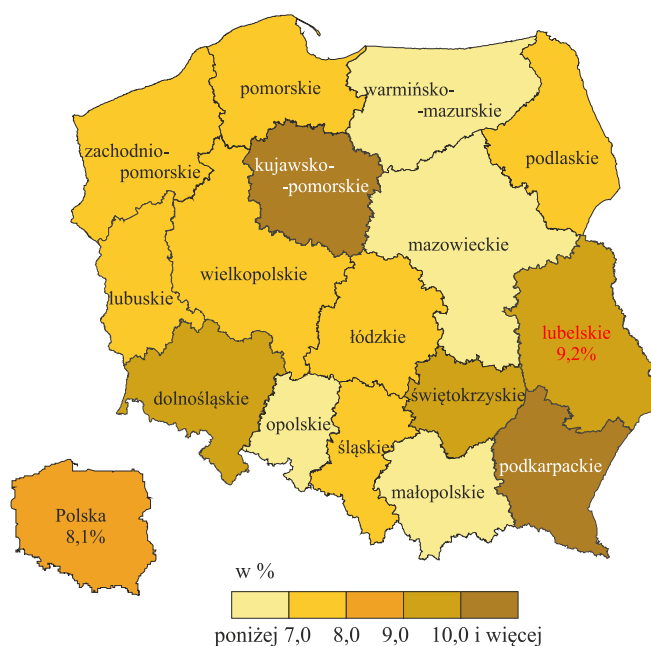 pomorskie
warmińsko-
-mazurskie
zachodnio-
pomorskie
kujawsko-
-pomorskie
podlaskie
mazowieckie
wielkopolskie
lubuskie
łódzkie
lubelskie
9,2%
dolnośląskie
świętokrzyskie
opolskie
śląskie
podkarpackie
małopolskie
Polska
8,1%
w %
poniżej 7,0 8,0 9,0 10,0 i więcej